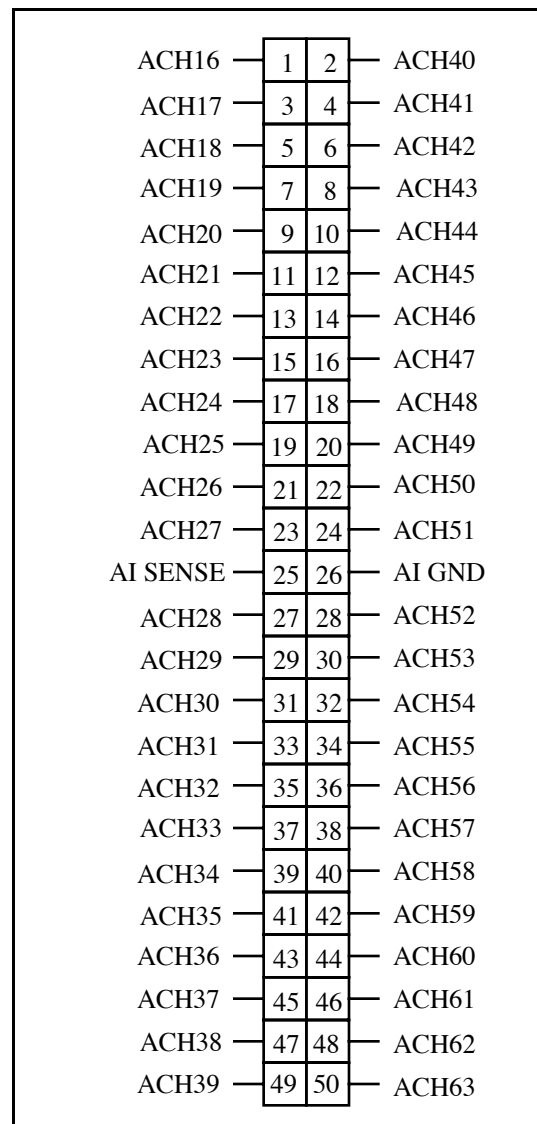 ACH16 1 2 ACH40
ACH17 3 4 ACH41
ACH18 5 6 ACH42
ACH19 7 8 ACH43
ACH20 9 10 ACH44
ACH21 11 12 ACH45
ACH22 13 14 ACH46
ACH23 15 16 ACH47
ACH24 17 18 ACH48
ACH25 19 20 ACH49
ACH26 21 22 ACH50
ACH27 23 24 ACH51
AI SENSE 25 26 AI GND
ACH28 27 28 ACH52
ACH29 29 30 ACH53
ACH30 31 32 ACH54
ACH31 33 34 ACH55
ACH32 35 36 ACH56
ACH33 37 38 ACH57
ACH34 39 40 ACH58
ACH35 41 42 ACH59
ACH36 43 44 ACH60
ACH37 45 46 ACH61
ACH38 47 48 ACH62
ACH39 49 50 ACH63